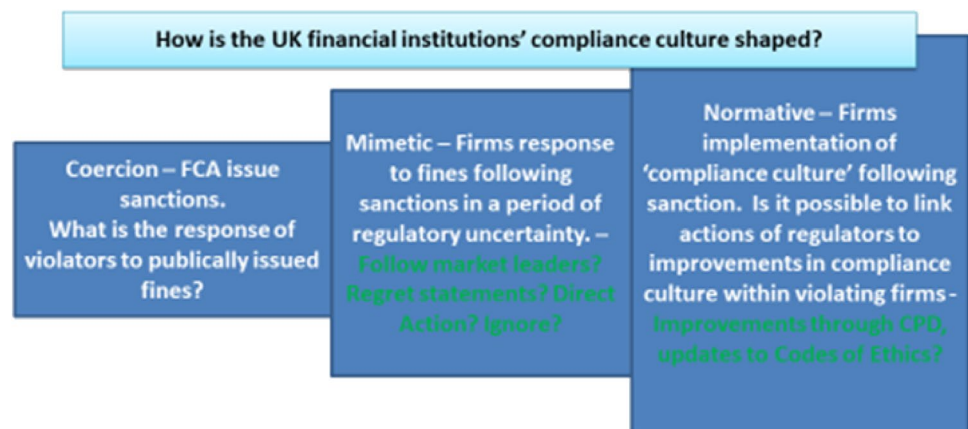 How is the UK financial institutions’ compliance culture shaped?
Coercion – FCA issue
sanctions.
What is the response of
violators to publically issued
fines?
Mimetic – Firms response
to fines following
sanctions in a period of
regulatory uncertainty. –
Follow market leaders?
Regret statements? Direct
Action? Ignore?
Normative – Firms
implementation of
‘compliance culture’ following
sanction.  Is it possible to link
actions of regulators to
improvements in compliance
culture within violating firms -
Improvements through CPD,
updates to Codes of Ethics?